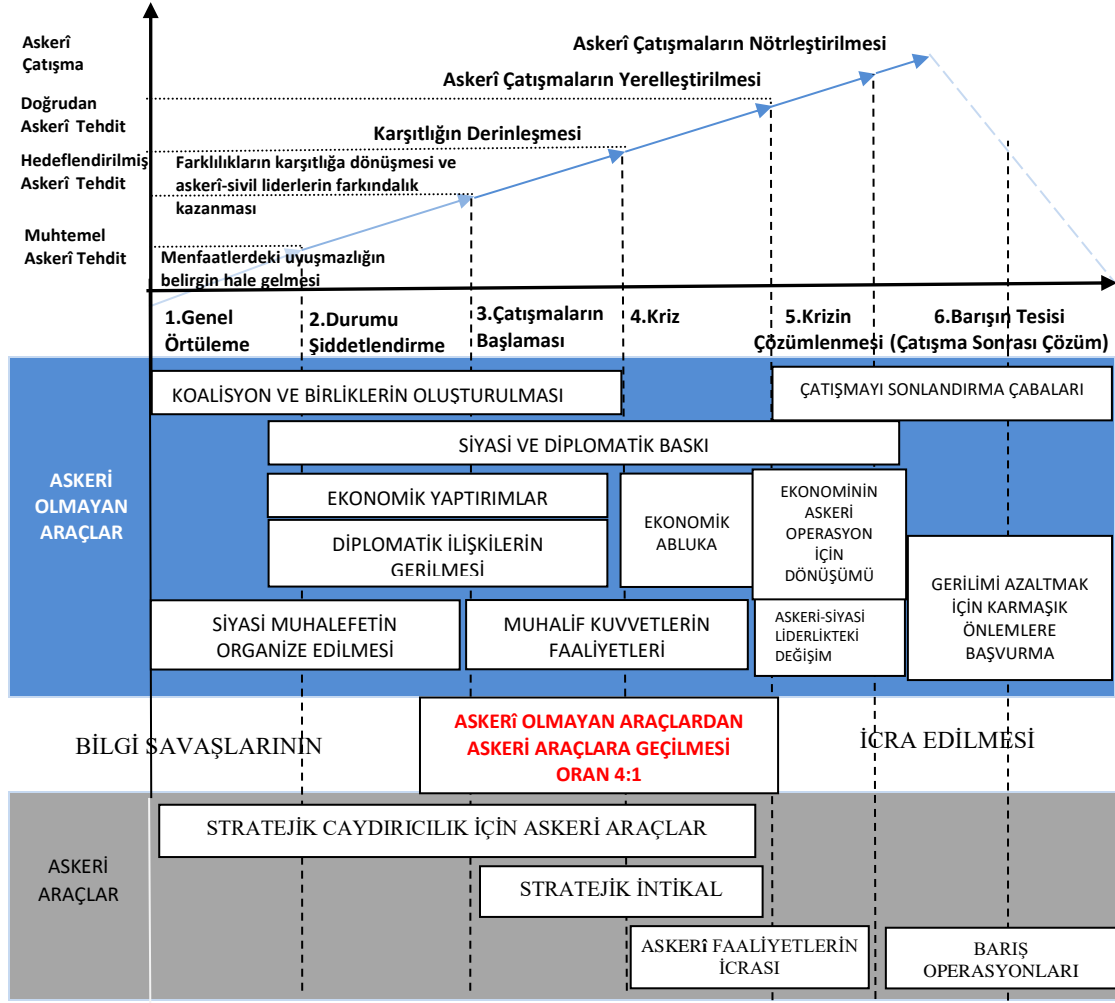 Askerî
Çatışma
Askerî Çatışmaların Nötrleştirilmesi
Askerî Çatışmaların Yerelleştirilmesi
Doğrudan
Askerî Tehdit
Karşıtlığın Derinleşmesi
Hedeflendirilmiş
Askerî Tehdit
Farklılıkların karşıtlığa dönüşmesi ve
askerî-sivil liderlerin farkındalık
kazanması
Muhtemel
Askerî Tehdit
Menfaatlerdeki uyuşmazlığın
belirgin hale gelmesi
1.Genel
Örtüleme
2.Durumu
Şiddetlendirme
3.Çatışmaların
Başlaması
4.Kriz
5.Krizin
Çözümlenmesi
6.Barışın Tesisi
(Çatışma Sonrası Çözüm)
ASKERİ
OLMAYAN
ARAÇLAR
KOALİSYON VE BİRLİKLERİN OLUŞTURULMASI
ÇATIŞMAYI SONLANDIRMA ÇABALARI
SİYASİ VE DİPLOMATİK BASKI
EKONOMİK YAPTIRIMLAR
DİPLOMATİK İLİŞKİLERİN
GERİLMESİ
EKONOMİK
ABLUKA
EKONOMİNİN
ASKERİ
OPERASYON
İÇİN
DÖNÜŞÜMÜ
GERİLİMİ AZALTMAK
İÇİN KARMAŞIK
ÖNLEMLERE
BAŞVURMA
SİYASİ MUHALEFETİN
ORGANİZE EDİLMESİ
MUHALİF KUVVETLERİN
FAALİYETLERİ
ASKERİ-SİYASİ
LİDERLİKTEKİ
DEĞİŞİM
BİLGİ SAVAŞLARININ
ASKERî OLMAYAN ARAÇLARDAN
ASKERİ ARAÇLARA GEÇİLMESİ
ORAN 4:1
İCRA EDİLMESİ
ASKERİ
ARAÇLAR
STRATEJİK CAYDIRICILIK İÇİN ASKERİ ARAÇLAR
STRATEJİK İNTİKAL
ASKERî FAALİYETLERİN
İCRASI
BARIŞ
OPERASYONLARI